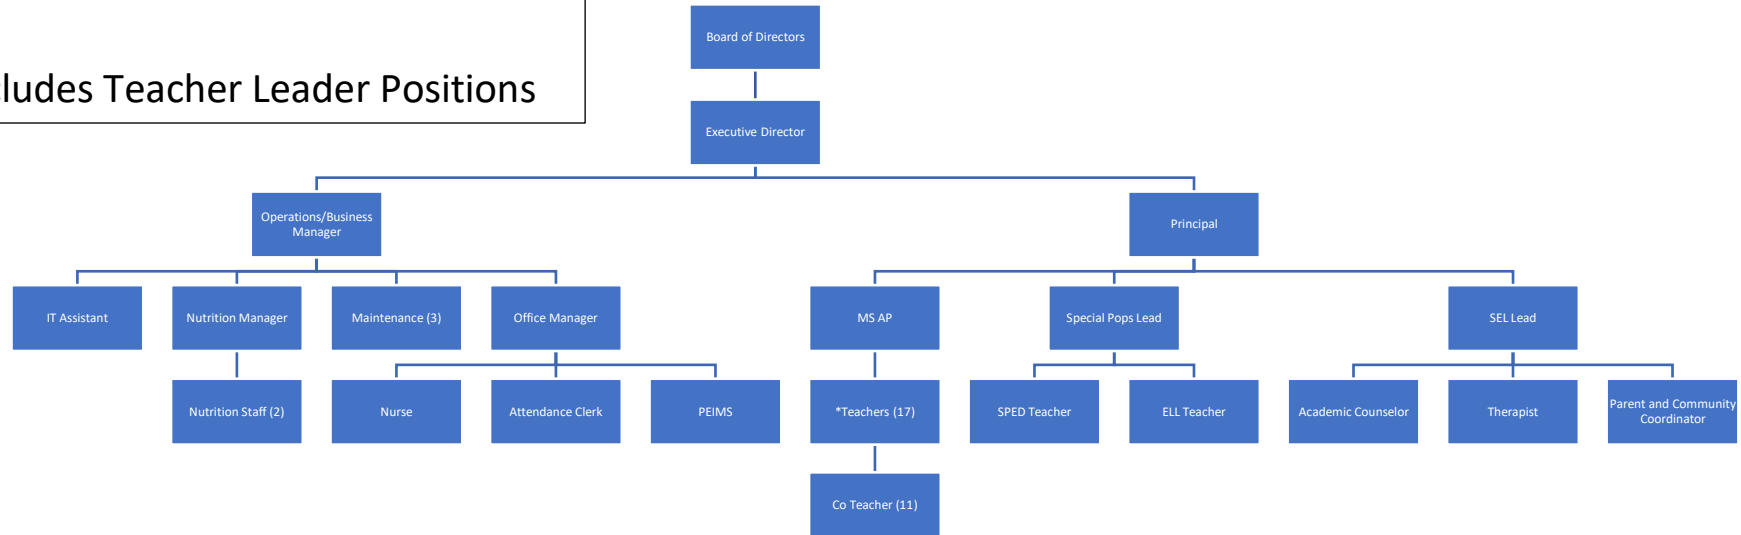 Board of Directors
Teacher Leader Positions
Executive Director
Operations/Business
Manager
Principal
IT Assistant
Nutrition Manager
Maintenance (3)
Office Manager
MS AP
Special Pops Lead
SEL Lead
Nutrition Staff (2)
Nurse
Attendance Clerk
PEIMS
*Teachers (17)
SPED Teacher
ELL Teacher
Academic Counselor
Therapist
Parent and Community
Coordinator
Co Teacher (11)